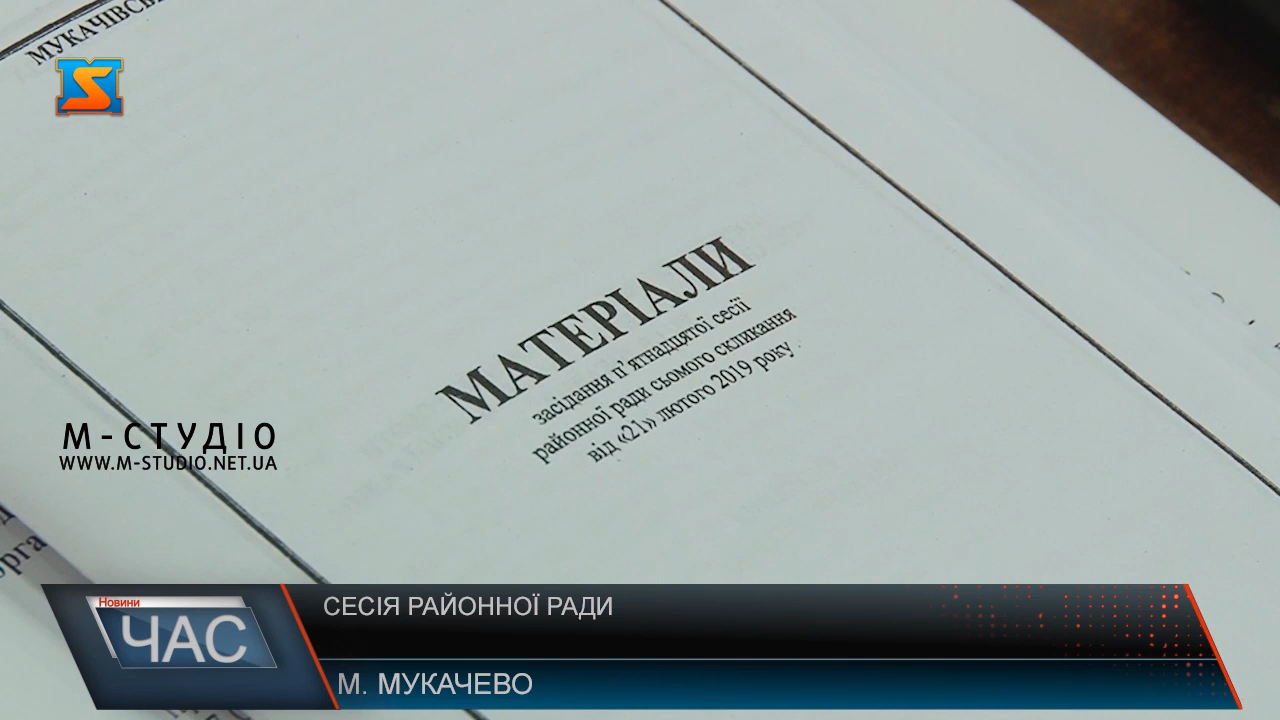 МАТЕРІАЛИ
засідання п’ятнадцятої сесії
районної ради сьомого скликання
від «21» лютого 2019 року
М-СТУДІО
WWW.M-STUDIO.NET.UA
Новини
ЧАС
СЕСІЯ РАЙОННОЇ РАДИ
М. МУКАЧЕВО